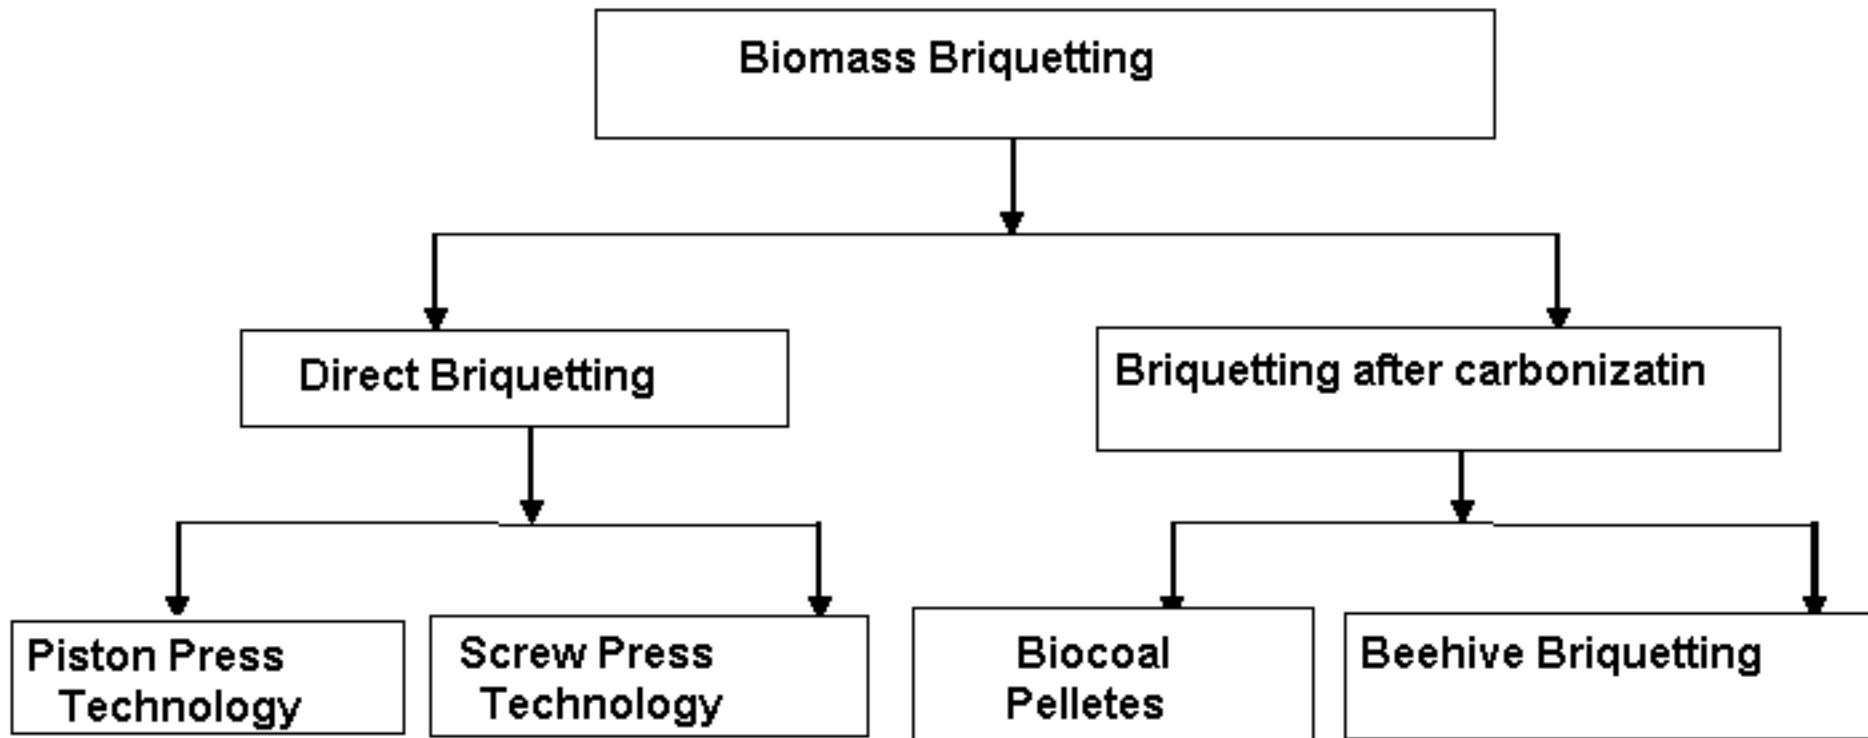 Biomass Briquetting
Direct Briquetting
Briquetting after carbonizatin
Piston Press
Technology
Screw Press
Technology
Biocoal
Pelletes
Beehive Briquetting